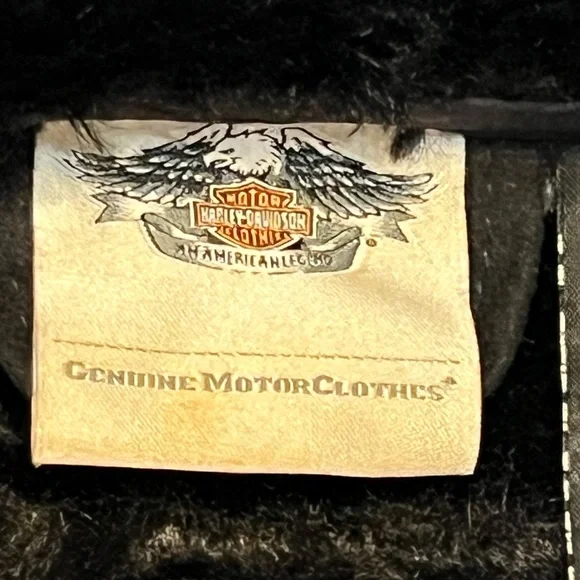 MOTOR
HARLEY-DAVIDSON
CLOTHES
AN AMERICAN LEGEND
GENUINE MOTORCLOTHES®